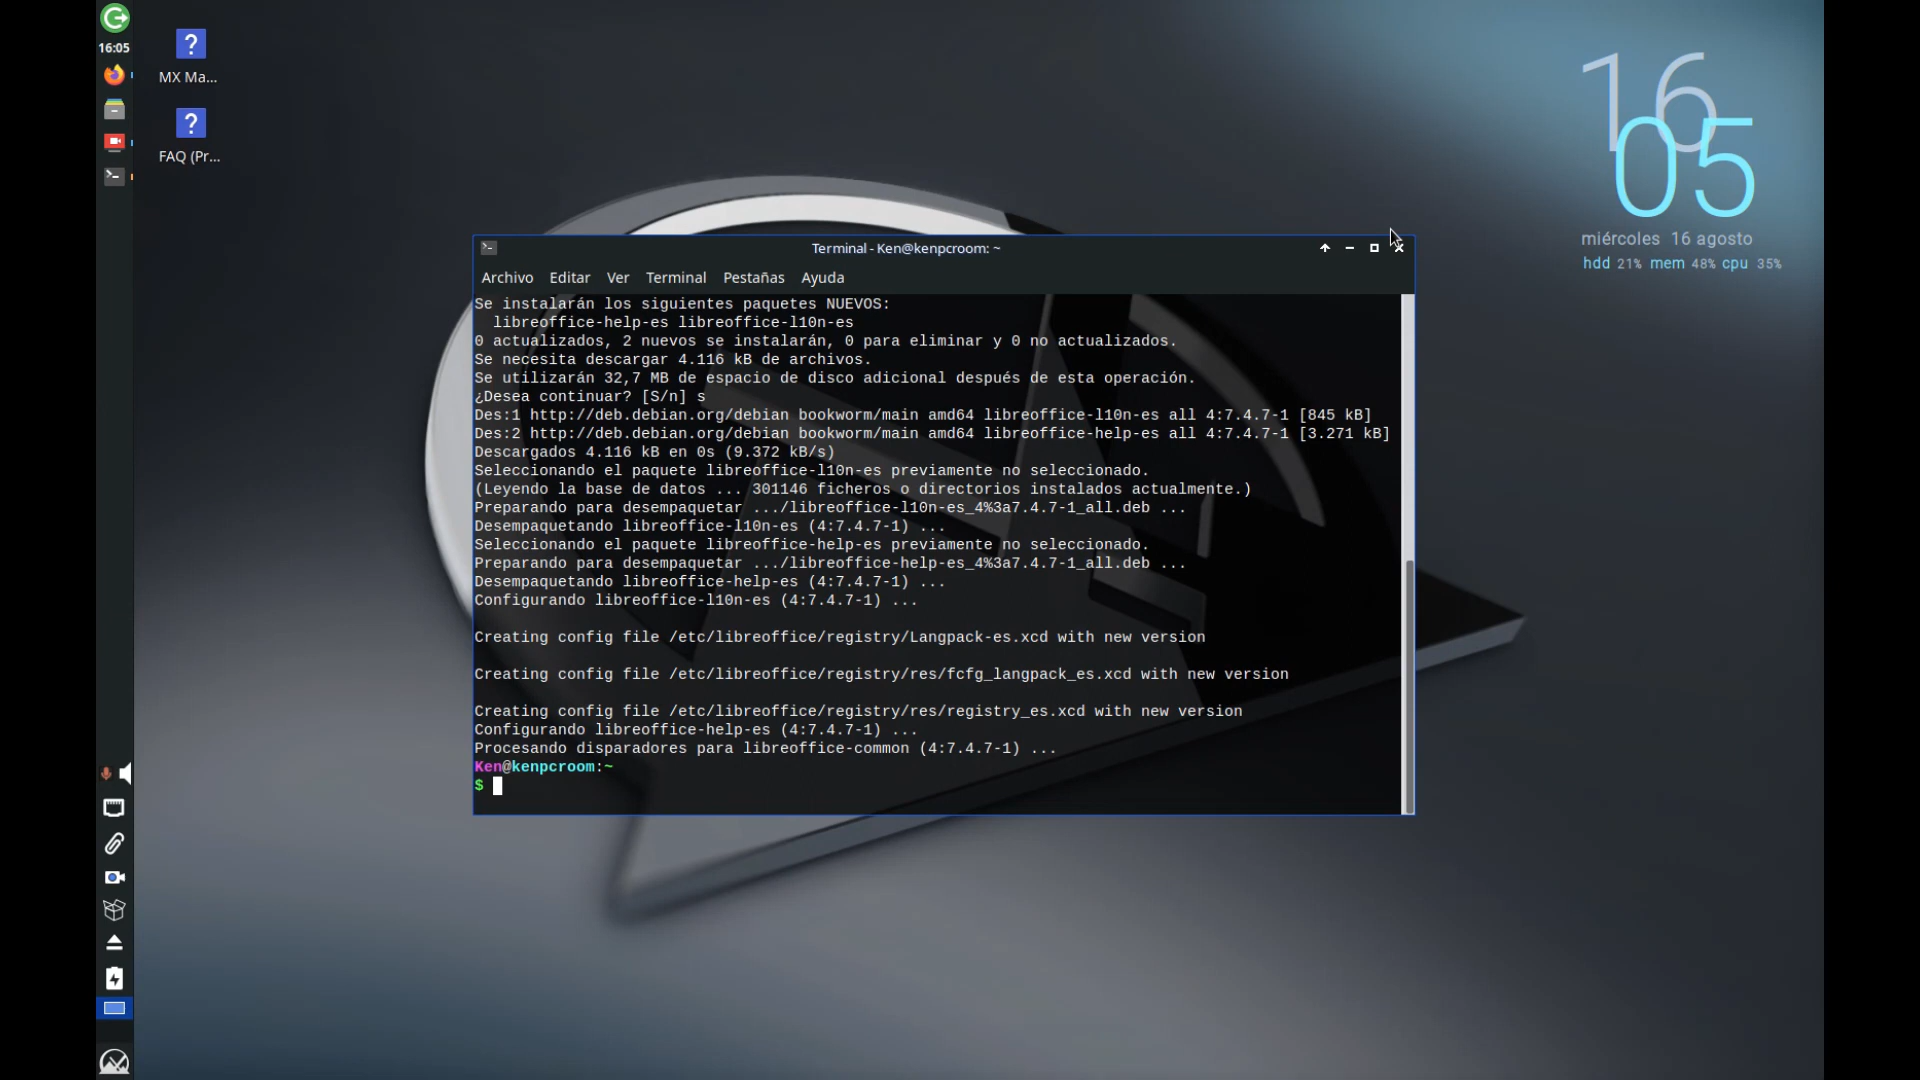 16:05
? MX Ma...
? FAQ (Pr...
16
05
miércoles 16 agosto
hdd 21% mem 48% cpu 35%
Terminal - Ken@kenpcroom: ~
Archivo Editar Ver Terminal Pestañas Ayuda
Se instalarán los siguientes paquetes NUEVOS:
  libreoffice-help-es libreoffice-l10n-es
0 actualizados, 2 nuevos se instalarán, 0 para eliminar y 0 no actualizados.
Se necesita descargar 4.116 kB de archivos.
Se utilizarán 32,7 MB de espacio de disco adicional después de esta operación.
¿Desea continuar? [S/n] s
Des:1 http://deb.debian.org/debian bookworm/main amd64 libreoffice-l10n-es all 4:7.4.7-1 [845 kB]
Des:2 http://deb.debian.org/debian bookworm/main amd64 libreoffice-help-es all 4:7.4.7-1 [3.271 kB]
Descargados 4.116 kB en 0s (9.372 kB/s)
Seleccionando el paquete libreoffice-l10n-es previamente no seleccionado.
(Leyendo la base de datos ... 301146 ficheros o directorios instalados actualmente.)
Preparando para desempaquetar .../libreoffice-l10n-es_4%3a7.4.7-1_all.deb ...
Desempaquetando libreoffice-l10n-es (4:7.4.7-1) ...
Seleccionando el paquete libreoffice-help-es previamente no seleccionado.
Preparando para desempaquetar .../libreoffice-help-es_4%3a7.4.7-1_all.deb ...
Desempaquetando libreoffice-help-es (4:7.4.7-1) ...
Configurando libreoffice-l10n-es (4:7.4.7-1) ...
Creating config file /etc/libreoffice/registry/Langpack-es.xcd with new version
Creating config file /etc/libreoffice/registry/res/fcfg_langpack_es.xcd with new version
Creating config file /etc/libreoffice/registry/res/registry_es.xcd with new version
Configurando libreoffice-help-es (4:7.4.7-1) ...
Procesando disparadores para libreoffice-common (4:7.4.7-1) ...
Ken@kenpcroom:~
$